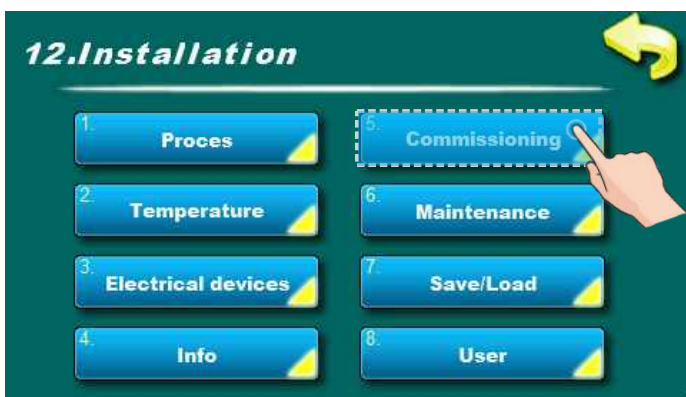 12.Installation
1. Proces
5. Commissioning
2. Temperature
6. Maintenance
3. Electrical devices
7. Save/Load
4. Info
8. User